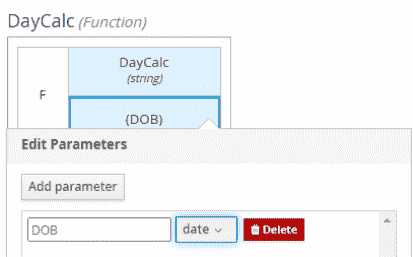 DayCalc (Function)
DayCalc
(string)
F
(DOB)
Edit Parameters
Add parameter
DOB
date
Delete